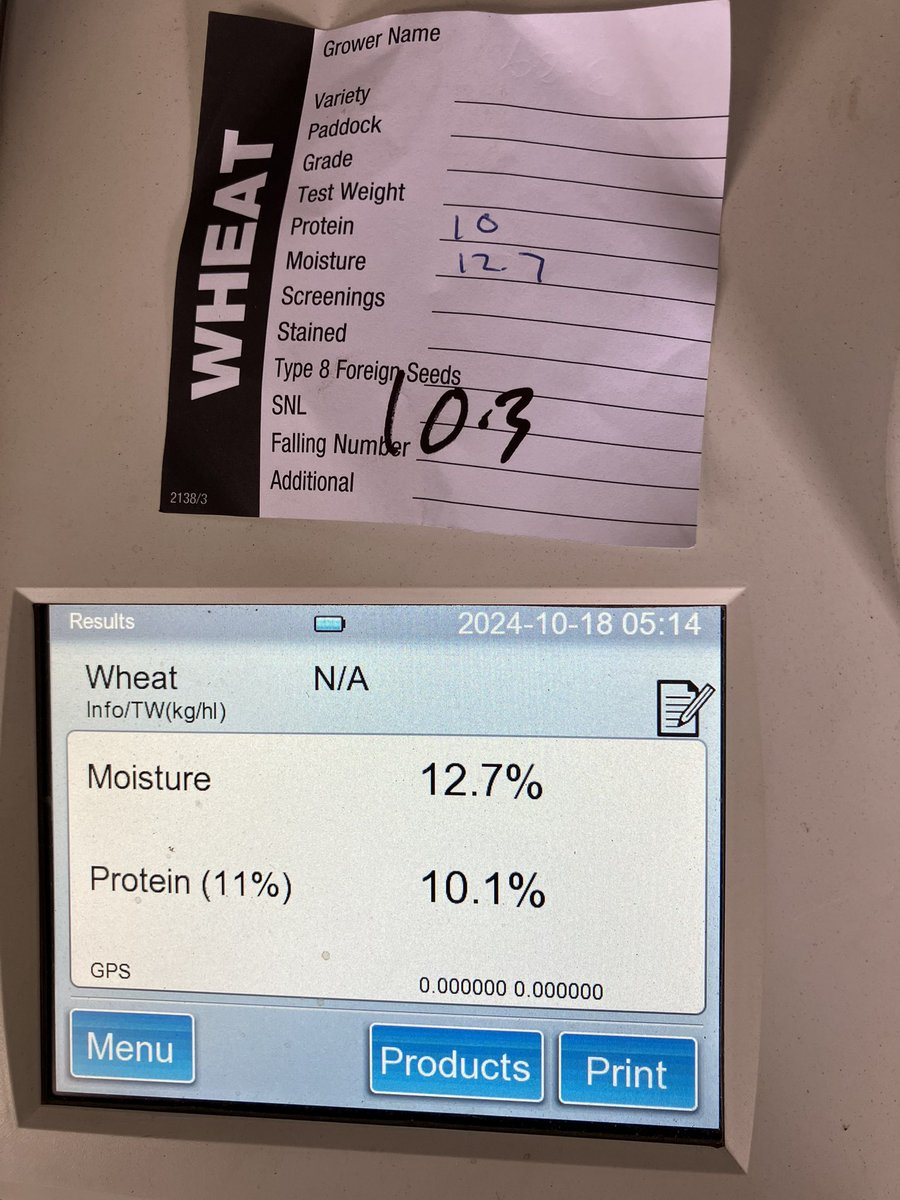 WHEAT
Grower Name
Variety
Paddock
Grade
Test Weight
Protein 10
Moisture 12.7
Screenings
Stained
Type 8 Foreign Seeds
SNL
10.3
Falling Number
Additional
2138/3
Results 2024-10-18 05:14
Wheat N/A
Info/TW(kg/hl)
Moisture 12.7%
Protein (11%) 10.1%
GPS 0.000000 0.000000
Menu Products Print